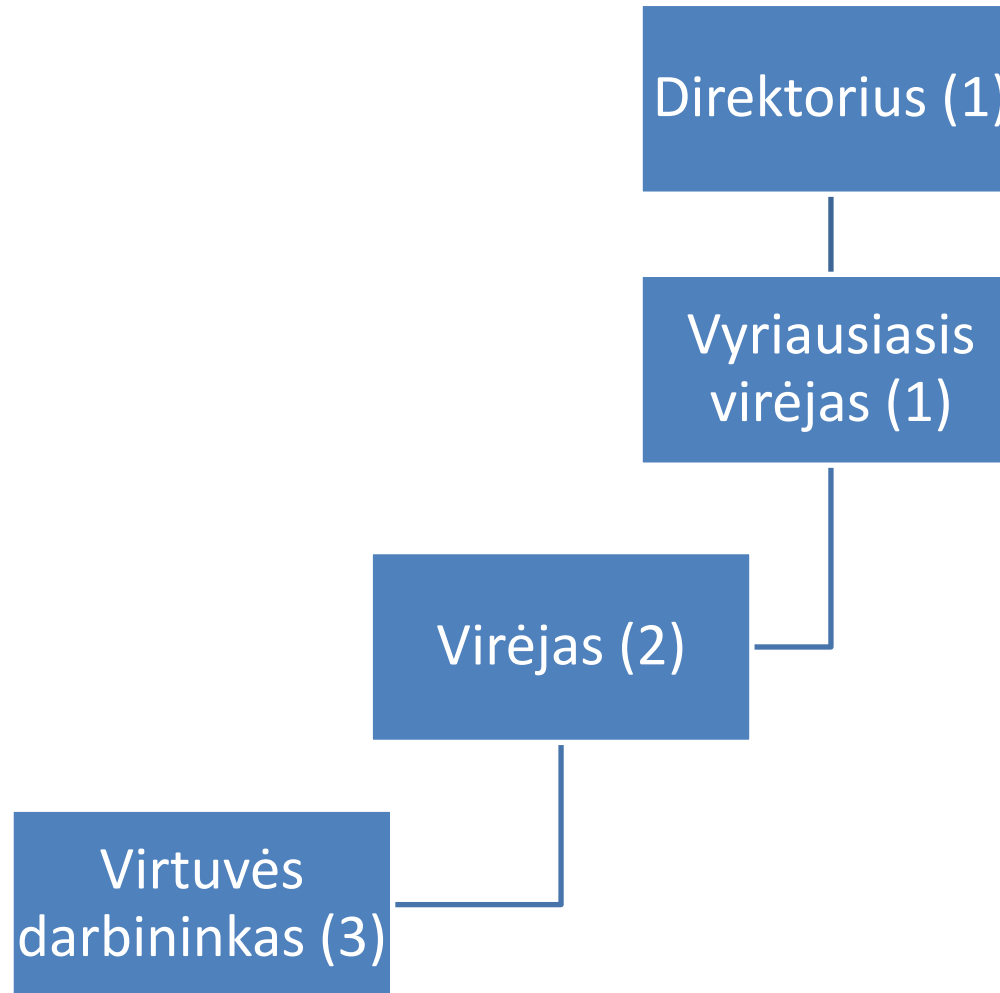 Direktorius (1)
Vyriausiasis
virėjas (1)
Virėjas (2)
Virtuvės
darbininkas (3)